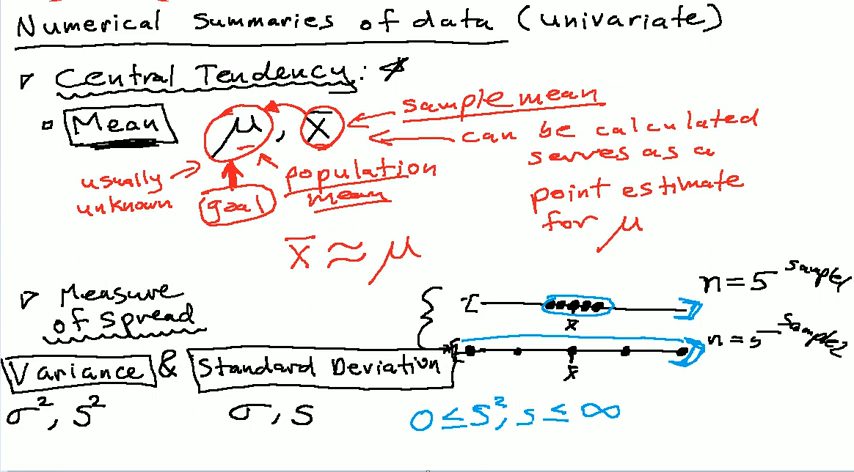 Numerical Summaries of data (univariate)
▽ Central Tendency:
▫ Mean μ, x̄ ← sample mean
← can be calculated
serves as a
point estimate
for μ
usually
unknown
goal
population
mean
x̄ ≈ μ
▽ Measure
of spread
x̄
n=5 sample1
x̄
n=5 Sample2
Variance & Standard Deviation
σ², S²
σ, S
0 ≤ S², s ≤ ∞